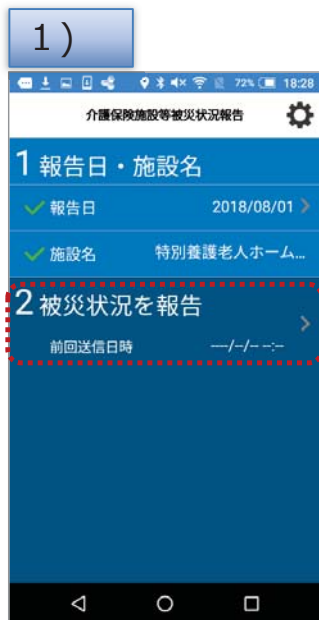 1)
72% 18:28
介護保険施設等被災状況報告
1 報告日・施設名
報告日 2018/08/01
施設名 特別養護老人ホーム...
2 被災状況を報告
前回送信日時 ----/--/-- --:--